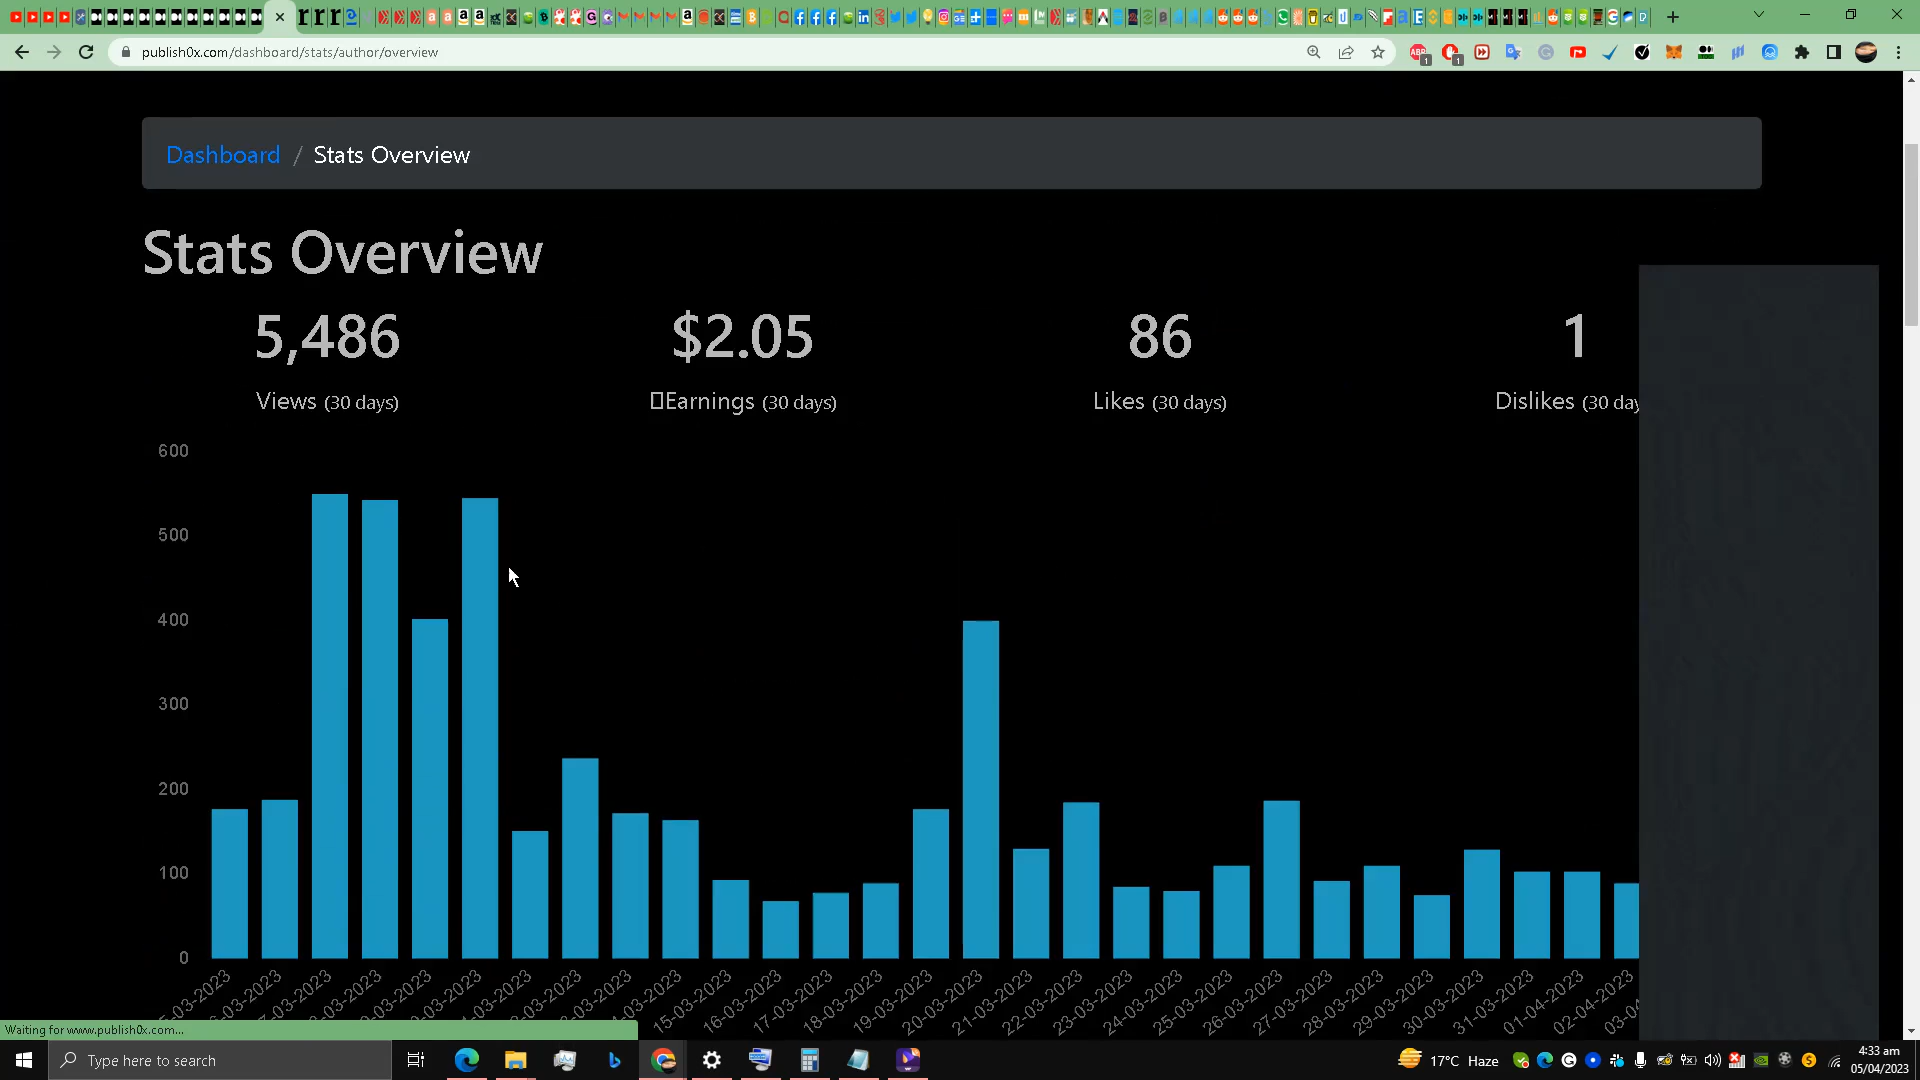 publish0x.com/dashboard/stats/author/overview
Dashboard / Stats Overview
Stats Overview
5,486
Views (30 days)
$2.05
Earnings (30 days)
86
Likes (30 days)
1
Dislikes (30 day
600
500
400
300
200
100
0
15-03-2023
16-03-2023
17-03-2023
18-03-2023
19-03-2023
20-03-2023
21-03-2023
22-03-2023
23-03-2023
24-03-2023
25-03-2023
26-03-2023
27-03-2023
28-03-2023
29-03-2023
30-03-2023
31-03-2023
01-04-2023
02-04-2023
Waiting for www.publish0x.com...
Type here to search
17°C Haze
4:33 am
05/04/2023